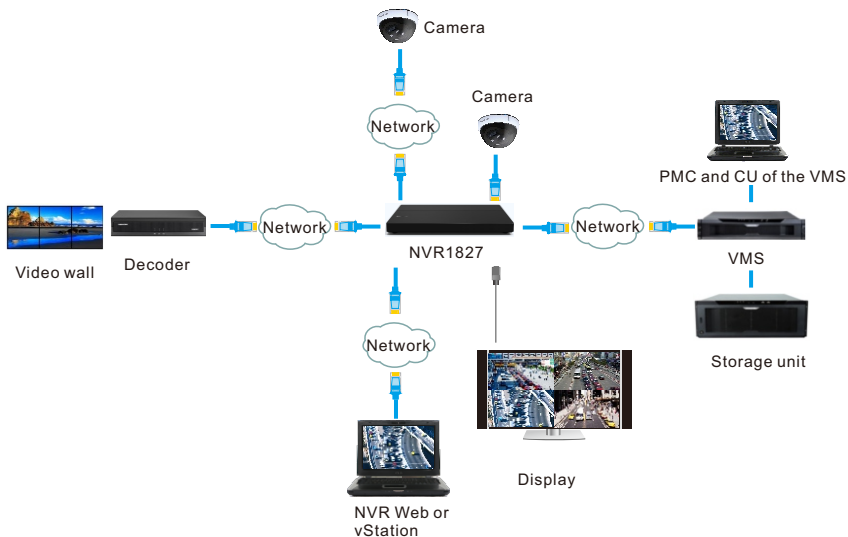 Camera
Camera
Network
PMC and CU of the VMS
Network
Network
Video wall
Decoder
NVR1827
VMS
Network
Storage unit
Display
NVR Web or
vStation